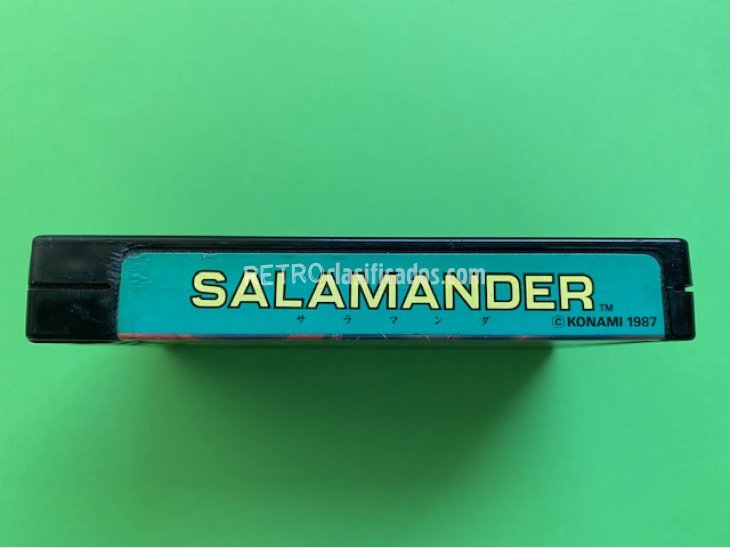 RETROclasificados.com
SALAMANDER™
サラマンダ
©KONAMI 1987